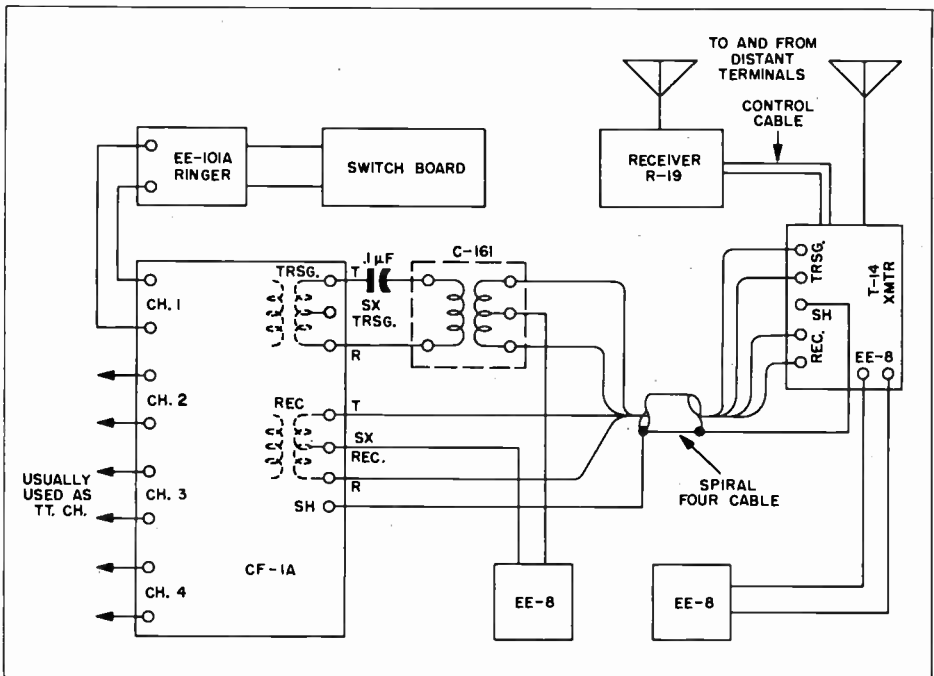 TO AND FROM
DISTANT
TERMINALS
CONTROL
CABLE
EE-101A
RINGER
SWITCH BOARD
RECEIVER
R-19
C-161
TRSG.
T
.1µF
SX
TRSG.
R
CH. 1
CH. 2
REC
T
SX
REC.
R
SH
USUALLY
USED AS
TT. CH.
CH. 3
CH. 4
CF-1A
TRSG.
SH
REC.
T-14
XMTR
EE-8
SPIRAL
FOUR CABLE
EE-8
EE-8